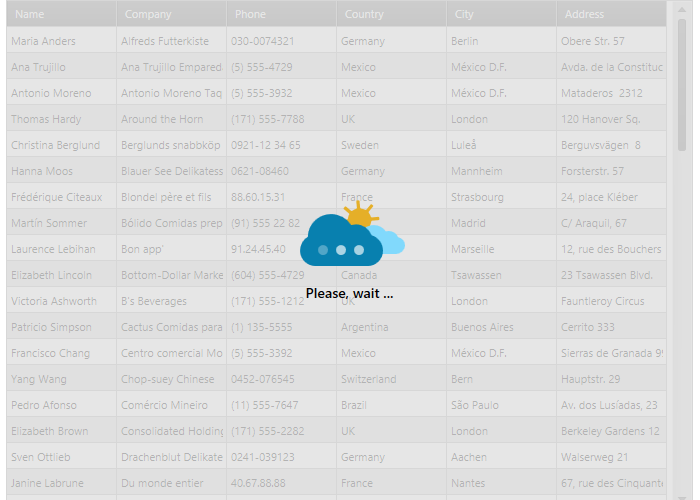 Name Company Phone Country City Address
Maria Anders Alfreds Futterkiste 030-0074321 Germany Berlin Obere Str. 57
Ana Trujillo Ana Trujillo Empared (5) 555-4729 Mexico México D.F. Avda. de la Constituc
Antonio Moreno Antonio Moreno Taq (5) 555-3932 Mexico México D.F. Mataderos 2312
Thomas Hardy Around the Horn (171) 555-7788 UK London 120 Hanover Sq.
Christina Berglund Berglunds snabbköp 0921-12 34 65 Sweden Luleå Berguvsvägen 8
Hanna Moos Blauer See Delikatess 0621-08460 Germany Mannheim Forsterstr. 57
Frédérique Citeaux Blondel père et fils 88.60.15.31 France Strasbourg 24, place Kléber
Martín Sommer Bólido Comidas prep (91) 555 22 82 Madrid C/ Araquil, 67
Laurence Lebihan Bon app' 91.24.45.40 Marseille 12, rue des Bouchers
Elizabeth Lincoln Bottom-Dollar Marke (604) 555-4729 Canada Tsawassen 23 Tsawassen Blvd.
Victoria Ashworth B's Beverages (171) 555-1212 UK London Fauntleroy Circus
Please, wait ...
Patricio Simpson Cactus Comidas para (1) 135-5555 Argentina Buenos Aires Cerrito 333
Francisco Chang Centro comercial Mo (5) 555-3392 Mexico México D.F. Sierras de Granada 9
Yang Wang Chop-suey Chinese 0452-076545 Switzerland Bern Hauptstr. 29
Pedro Afonso Comércio Mineiro (11) 555-7647 Brazil São Paulo Av. dos Lusíadas, 23
Elizabeth Brown Consolidated Holding (171) 555-2282 UK London Berkeley Gardens 12
Sven Ottlieb Drachenblut Delikate 0241-039123 Germany Aachen Walserweg 21
Janine Labrune Du monde entier 40.67.88.88 France Nantes 67, rue des Cinquant